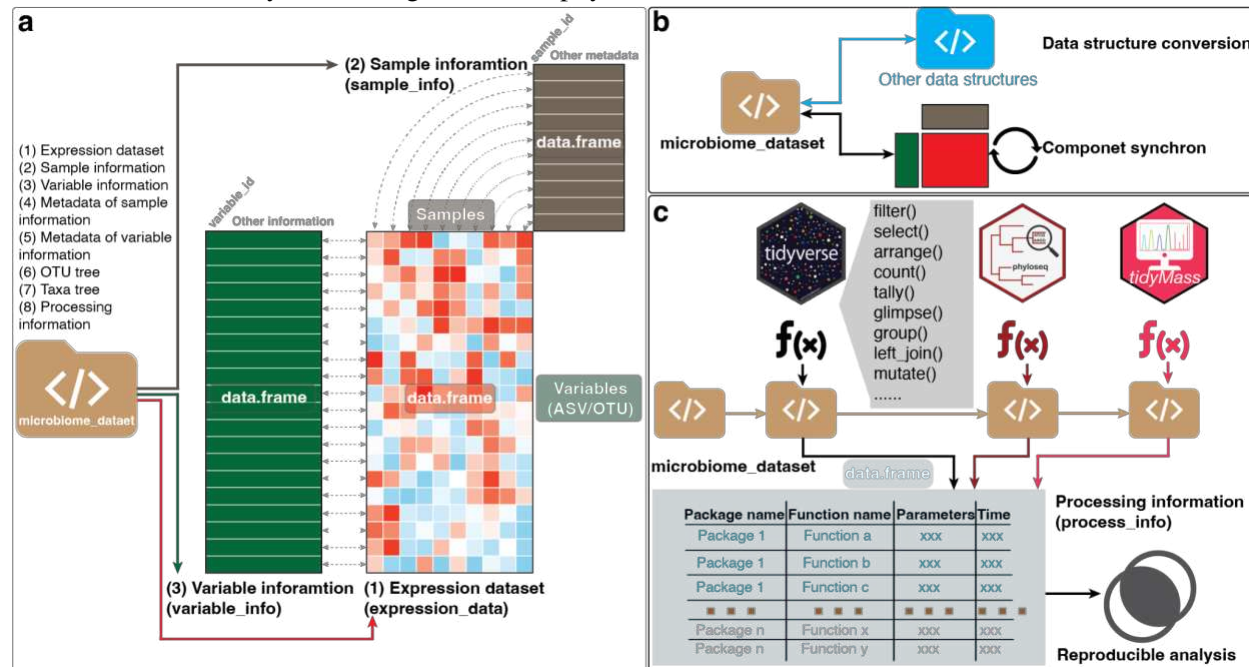 a
sample_id
Other metadata
(2) Sample inforamtion
(sample_info)
data.frame
(1) Expression dataset
(2) Sample information
(3) Variable information
(4) Metadata of sample
information
(5) Metadata of variable
information
(6) OTU tree
(7) Taxa tree
(8) Processing
information
variable_id
Other information
Samples
</>
microbiome_dataet
data.frame
data.frame
Variables
(ASV/OTU)
(3) Variable inforamtion
(variable_info)
(1) Expression dataset
(expression_data)
b
</>
Other data structures
Data structure conversion
</>
microbiome_dataset
Componet synchron
c
tidyverse
filter()
select()
arrange()
count()
tally()
glimpse()
group()
left_join()
mutate()
......
phyloseq
tidyMass
f(x)
f(x)
f(x)
</>
</>
</>
</>
microbiome_dataset
data.frame
Processing information
(process_info)
Package name Function name Parameters Time
Package 1 Function a xxx xxx
Package 1 Function b xxx xxx
Package 1 Function c xxx xxx
Package n Function x xxx xxx
Package n Function y xxx xxx
Reproducible analysis